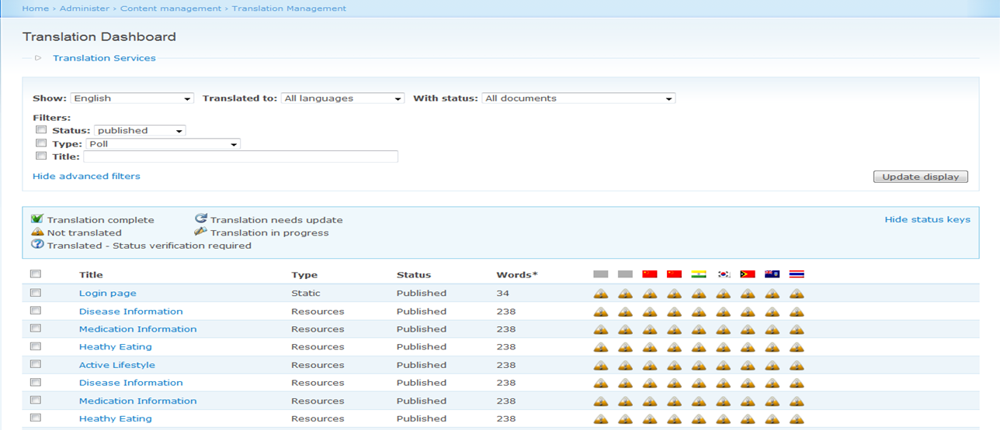 Home › Administer › Content management › Translation Management
Translation Dashboard
Translation Services
Show: English Translated to: All languages With status: All documents
Filters:
Status: published
Type: Poll
Title:
Hide advanced filters Update display
Translation complete Translation needs update Hide status keys
Not translated Translation in progress
Translated - Status verification required
Title Type Status Words*
Login page Static Published 34
Disease Information Resources Published 238
Medication Information Resources Published 238
Heathy Eating Resources Published 238
Active Lifestyle Resources Published 238
Disease Information Resources Published 238
Medication Information Resources Published 238
Heathy Eating Resources Published 238